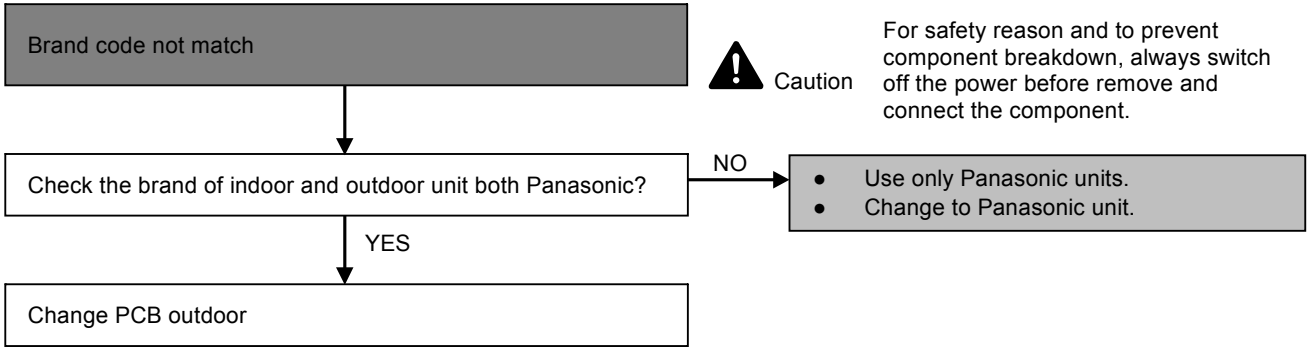 Brand code not match
Caution
For safety reason and to prevent
component breakdown, always switch
off the power before remove and
connect the component.
Check the brand of indoor and outdoor unit both Panasonic?
NO
● Use only Panasonic units.
● Change to Panasonic unit.
YES
Change PCB outdoor